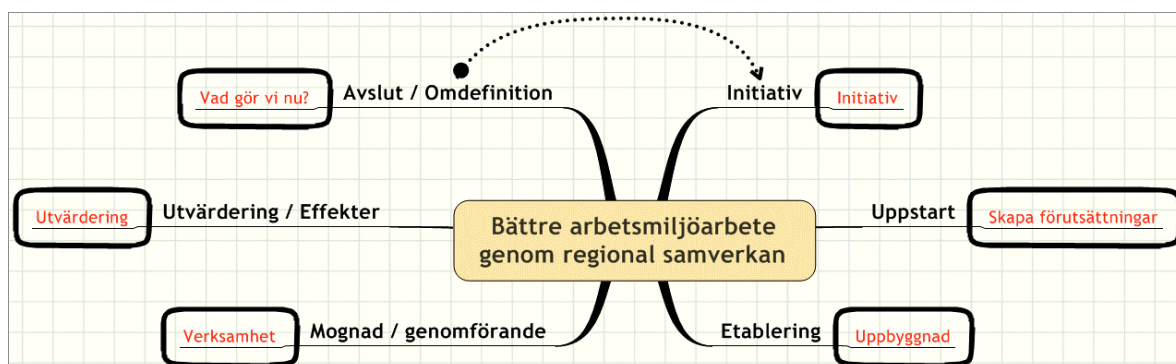 Vad gör vi nu?
Avslut / Omdefinition
Initiativ
Initiativ
Utvärdering
Utvärdering / Effekter
Bättre arbetsmiljöarbete
genom regional samverkan
Uppstart
Skapa förutsättningar
Verksamhet
Mognad / genomförande
Etablering
Uppbyggnad